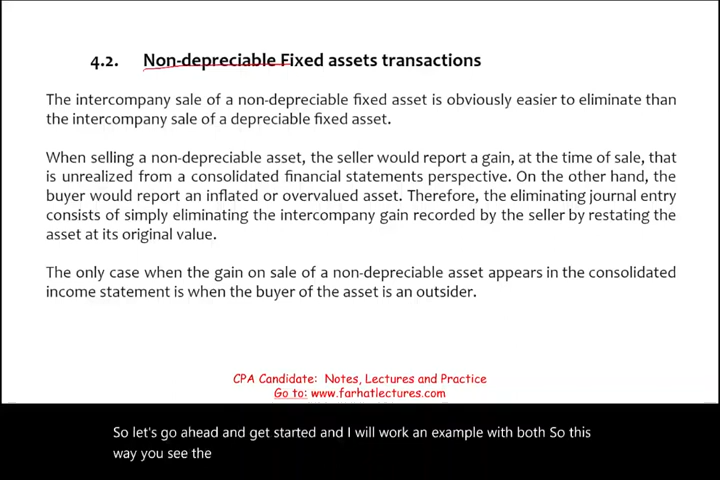 4.2. Non-depreciable Fixed assets transactions
The intercompany sale of a non-depreciable fixed asset is obviously easier to eliminate than
the intercompany sale of a depreciable fixed asset.
When selling a non-depreciable asset, the seller would report a gain, at the time of sale, that
is unrealized from a consolidated financial statements perspective. On the other hand, the
buyer would report an inflated or overvalued asset. Therefore, the eliminating journal entry
consists of simply eliminating the intercompany gain recorded by the seller by restating the
asset at its original value.
The only case when the gain on sale of a non-depreciable asset appears in the consolidated
income statement is when the buyer of the asset is an outsider.
CPA Candidate: Notes, Lectures and Practice
Go to: www.farhatlectures.com
So let's go ahead and get started and I will work an example with both So this
way you see the